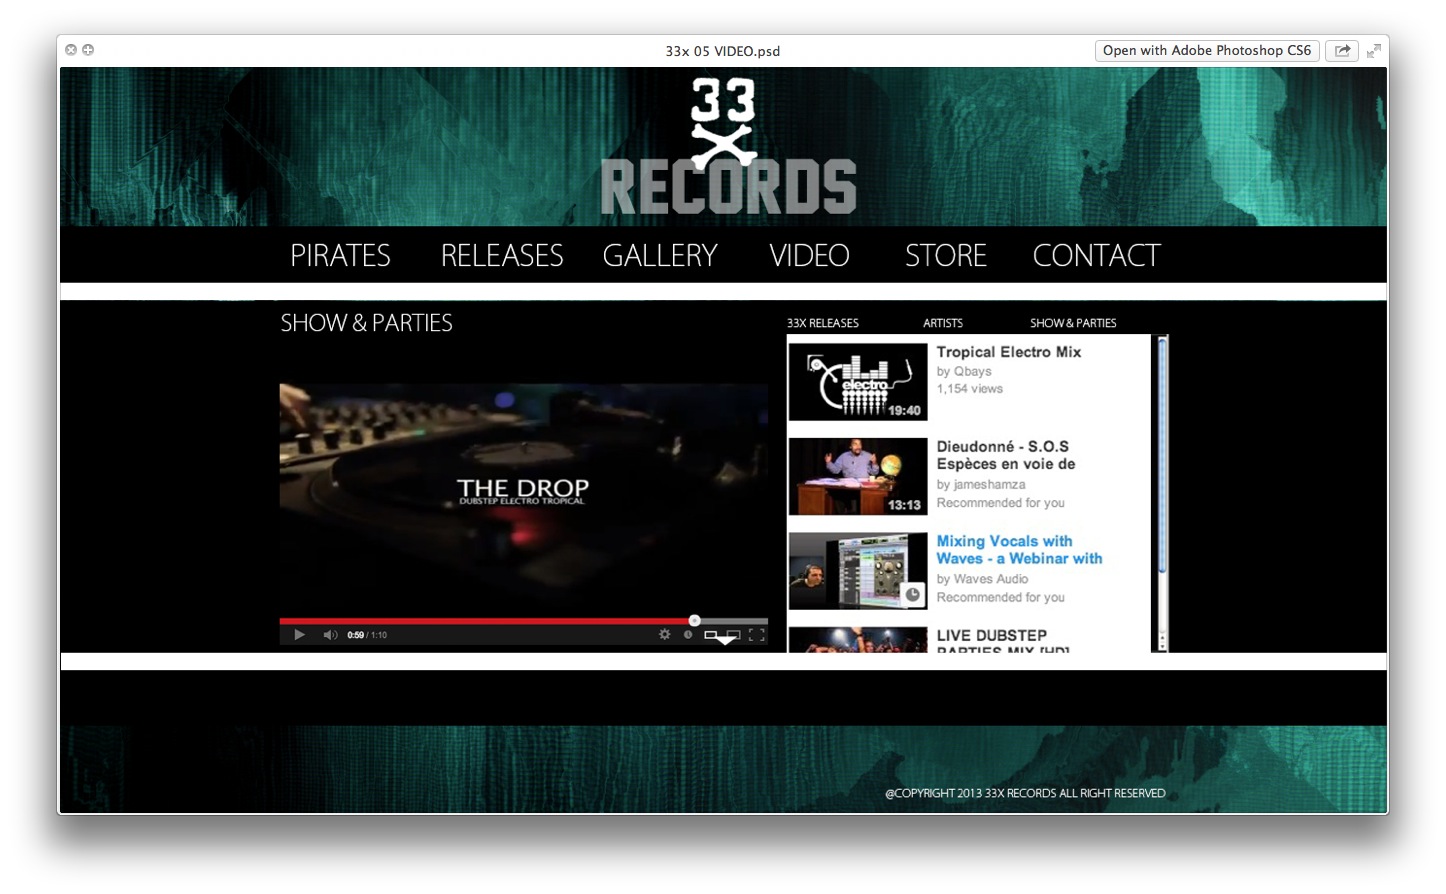 33x 05 VIDEO.psd
Open with Adobe Photoshop CS6
33
X
RECORDS
PIRATES RELEASES GALLERY VIDEO STORE CONTACT
SHOW & PARTIES
33X RELEASES ARTISTS SHOW & PARTIES
THE DROP
DUBSTEP ELECTRO TROPICAL
0:59 / 1:10
electro
19:40
Tropical Electro Mix
by Qbays
1,154 views
13:13
Dieudonné - S.O.S
Espèces en voie de
by jameshamza
Recommended for you
Mixing Vocals with
Waves - a Webinar with
by Waves Audio
Recommended for you
LIVE DUBSTEP
PARTIES MIX [HD]
@COPYRIGHT 2013 33X RECORDS ALL RIGHT RESERVED